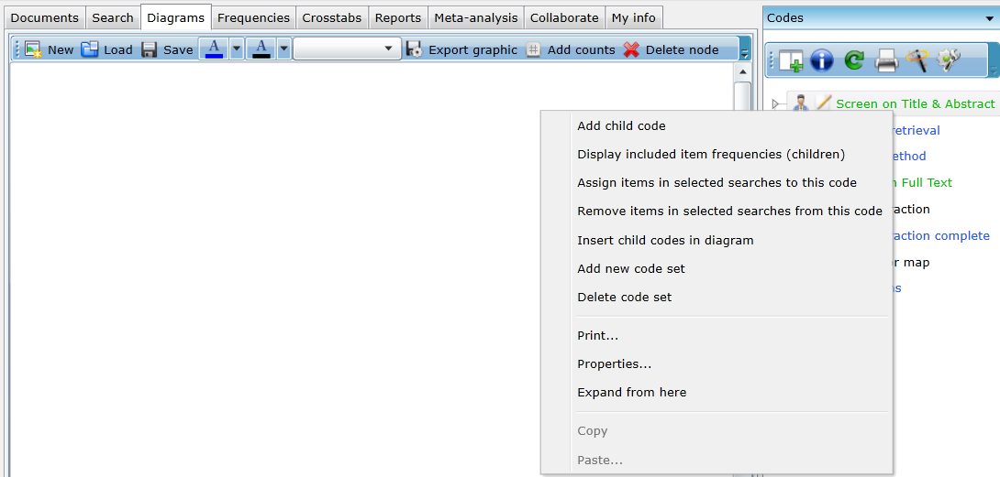 Documents Search Diagrams Frequencies Crosstabs Reports Meta-analysis Collaborate My info
Codes
New Load Save A A Export graphic Add counts Delete node
Screen on Title & Abstract
Add child code
retrieval
Display included item frequencies (children)
ethod
Assign items in selected searches to this code
Full Text
Remove items in selected searches from this code
action
Insert child codes in diagram
action complete
Add new code set
r map
Delete code set
s
Print...
Properties...
Expand from here
Copy
Paste...